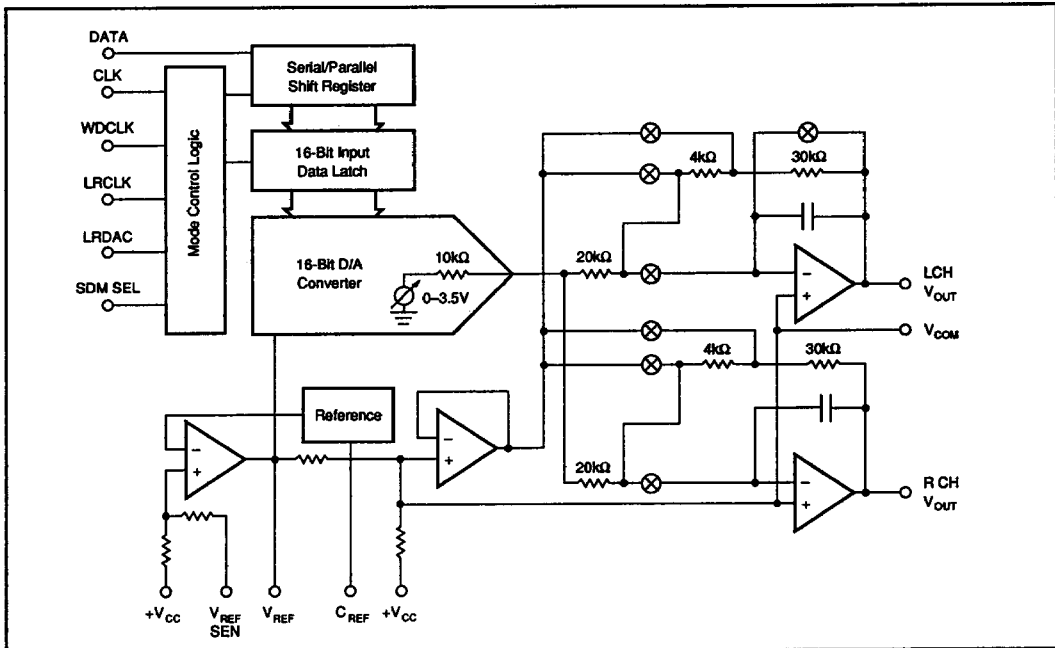 DATA
CLK
WDCLK
LRCLK
LRDAC
SDM SEL
Mode Control Logic
Serial/Parallel
Shift Register
16-Bit Input
Data Latch
16-Bit D/A
Converter
10kΩ
0–3.5V
4kΩ
30kΩ
20kΩ
LCH
VOUT
VCOM
4kΩ
30kΩ
20kΩ
R CH
VOUT
Reference
+VCC
VREF
SEN
VREF
CREF
+VCC